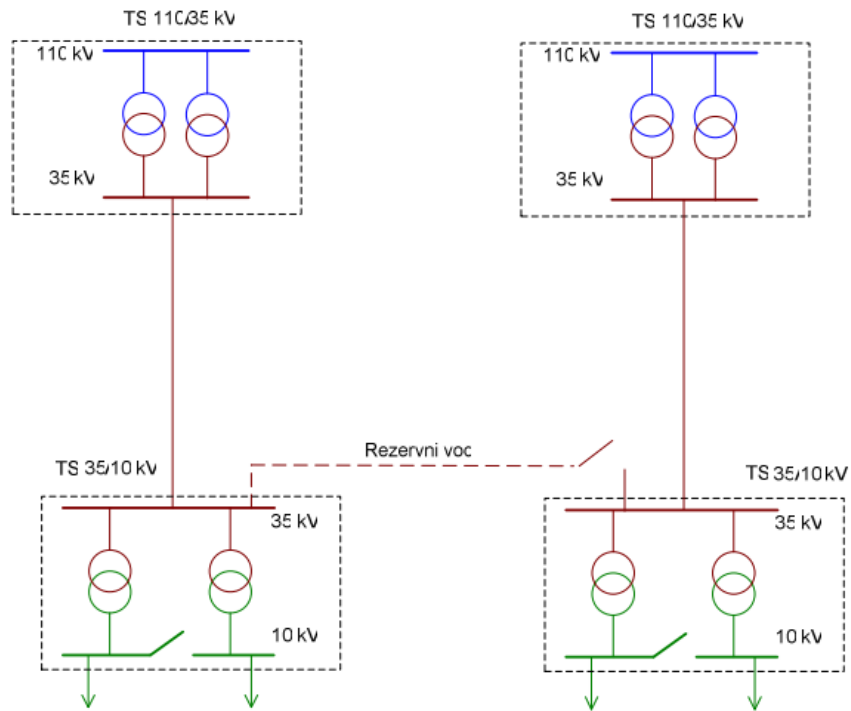 TS 110/35 kV
TS 110/35 kV
110 kV
110 kV
35 kV
35 kV
Rezervni vod
TS 35/10 kV
TS 35/10 kV
35 kV
35 kV
10 kV
10 kV